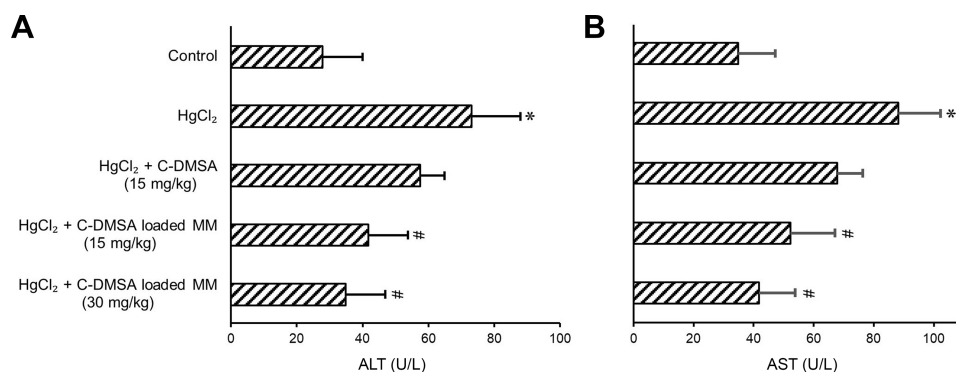 A
B
Control
HgCl₂
HgCl₂ + C-DMSA
(15 mg/kg)
HgCl₂ + C-DMSA loaded MM
(15 mg/kg)
HgCl₂ + C-DMSA loaded MM
(30 mg/kg)
*
#
#
*
#
#
0 20 40 60 80 100
ALT (U/L)
0 20 40 60 80 100
AST (U/L)